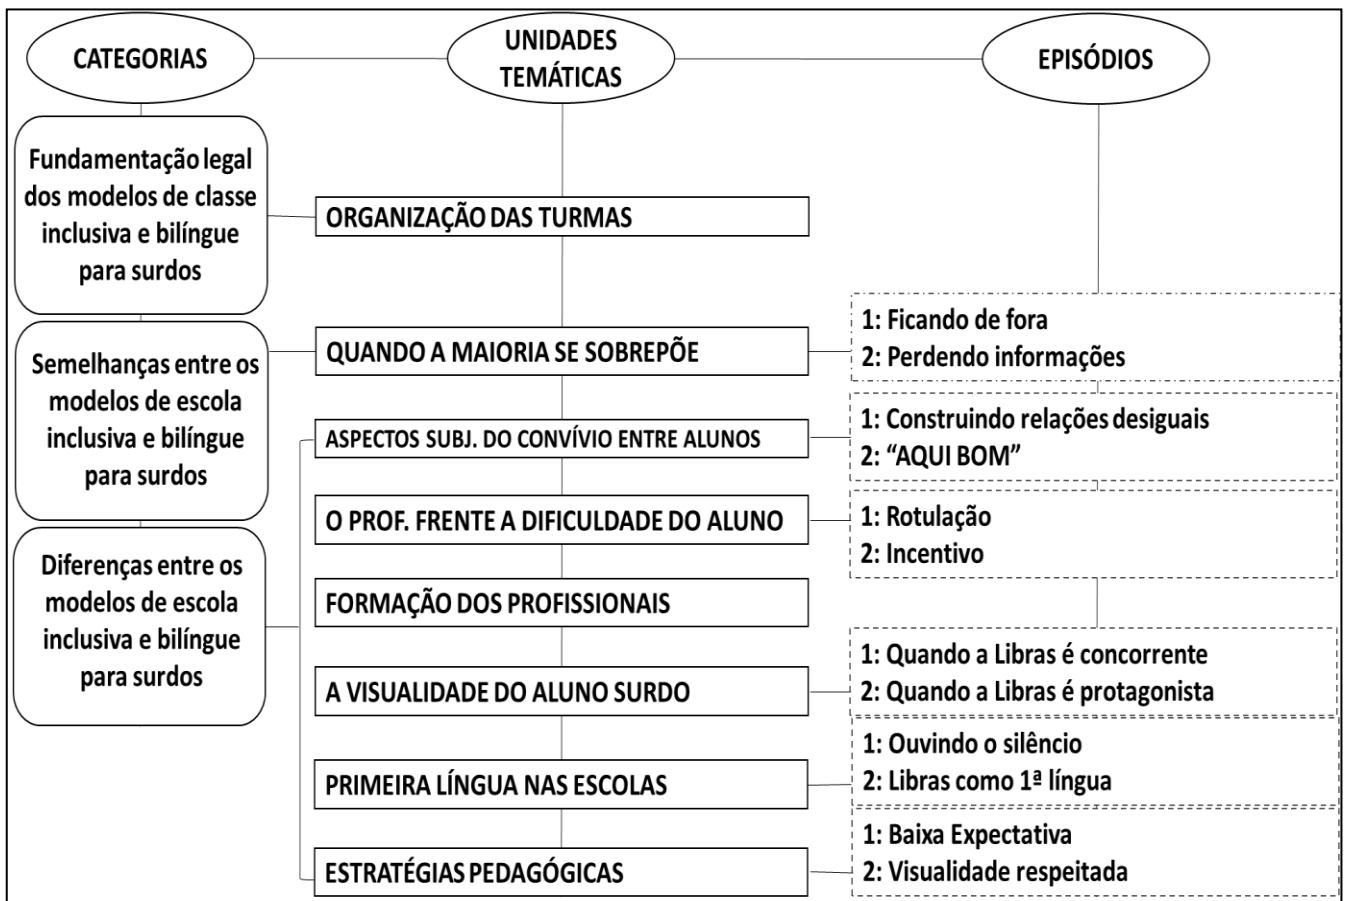 CATEGORIAS
UNIDADES
TEMÁTICAS
EPISÓDIOS
Fundamentação legal
dos modelos de classe
inclusiva e bilíngue
para surdos
ORGANIZAÇÃO DAS TURMAS
Semelhanças entre os
modelos de escola
inclusiva e bilíngue
para surdos
QUANDO A MAIORIA SE SOBREPÕE
1: Ficando de fora
2: Perdendo informações
Diferenças entre os
modelos de escola
inclusiva e bilíngue
para surdos
ASPECTOS SUBJ. DO CONVÍVIO ENTRE ALUNOS
1: Construindo relações desiguais
2: “AQUI BOM”
O PROF. FRENTE A DIFICULDADE DO ALUNO
1: Rotulação
2: Incentivo
FORMAÇÃO DOS PROFISSIONAIS
A VISUALIDADE DO ALUNO SURDO
1: Quando a Libras é concorrente
2: Quando a Libras é protagonista
PRIMEIRA LÍNGUA NAS ESCOLAS
1: Ouvindo o silêncio
2: Libras como 1ª língua
ESTRATÉGIAS PEDAGÓGICAS
1: Baixa Expectativa
2: Visualidade respeitada